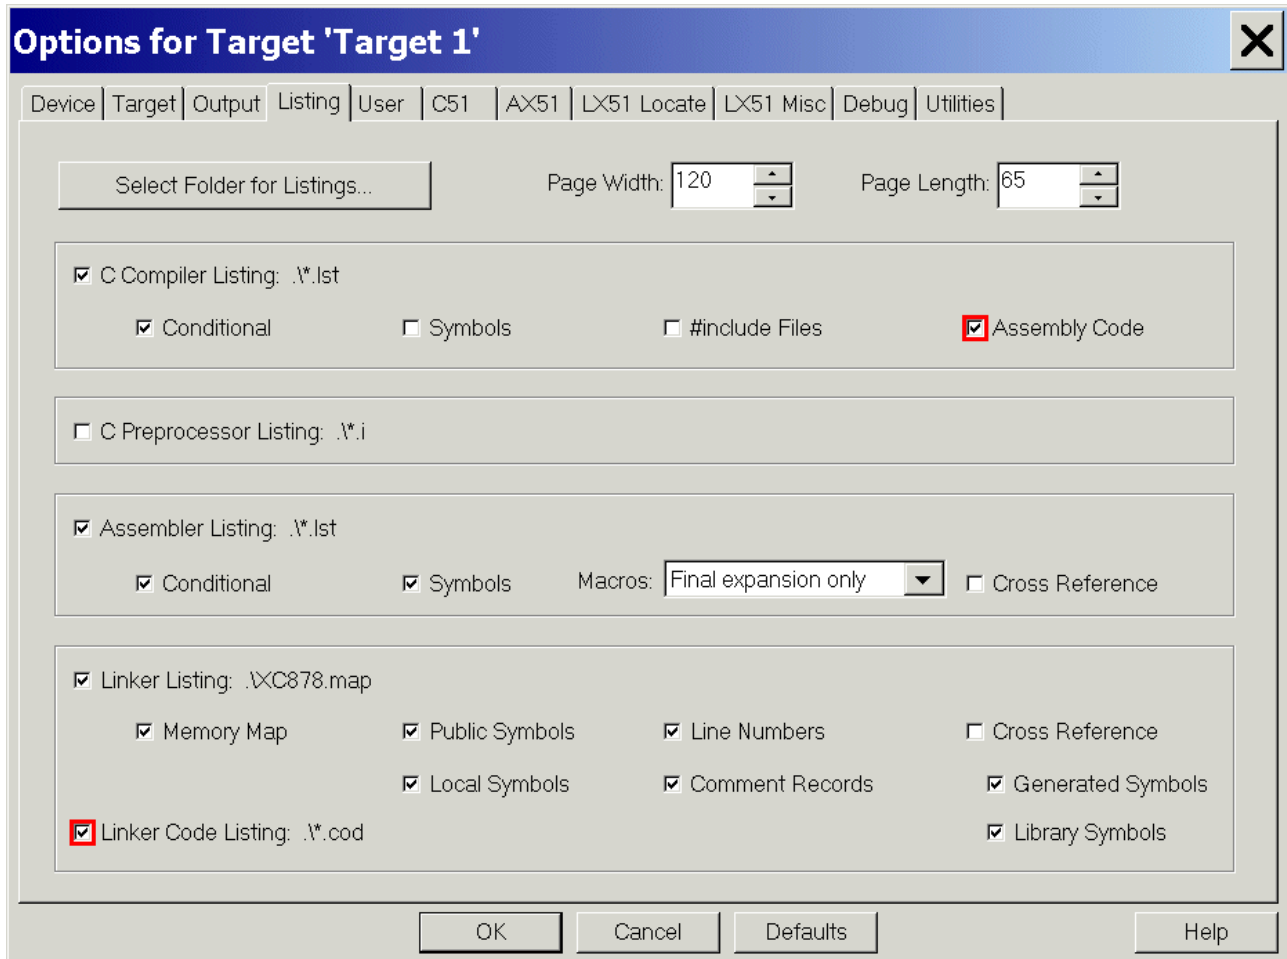 Options for Target 'Target 1'
Device Target Output Listing User C51 AX51 LX51 Locate LX51 Misc Debug Utilities
Select Folder for Listings... Page Width: 120 Page Length: 65
C Compiler Listing: .\*.lst
Conditional Symbols #include Files Assembly Code
C Preprocessor Listing: .\*.i
Assembler Listing: .\*.lst
Conditional Symbols Macros: Final expansion only Cross Reference
Linker Listing: .\XC878.map
Memory Map Public Symbols Line Numbers Cross Reference
Local Symbols Comment Records Generated Symbols
Linker Code Listing: .\*.cod Library Symbols
OK Cancel Defaults Help